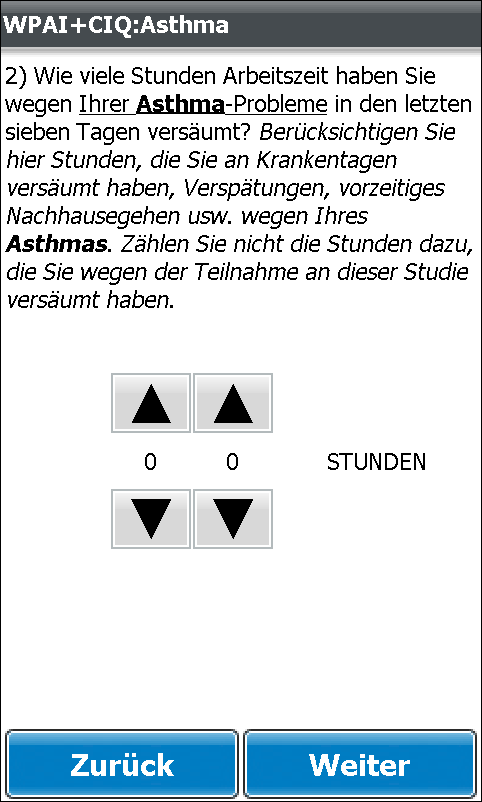 WPAI+CIQ:Asthma
2) Wie viele Stunden Arbeitszeit haben Sie
wegen Ihrer Asthma-Probleme in den letzten
sieben Tagen versäumt? Berücksichtigen Sie
hier Stunden, die Sie an Krankentagen
versäumt haben, Verspätungen, vorzeitiges
Nachhausegehen usw. wegen Ihres
Asthmas. Zählen Sie nicht die Stunden dazu,
die Sie wegen der Teilnahme an dieser Studie
versäumt haben.
0 0 STUNDEN
Zurück Weiter